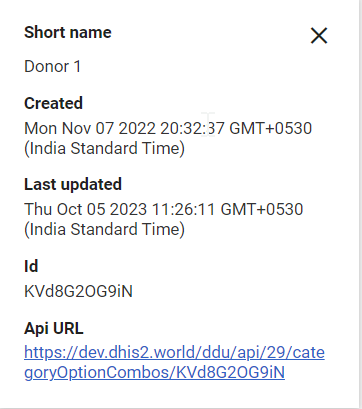 Short name
Donor 1
Created
Mon Nov 07 2022 20:32:37 GMT+0530
(India Standard Time)
Last updated
Thu Oct 05 2023 11:26:11 GMT+0530
(India Standard Time)
Id
KVd8G2OG9iN
Api URL
https://dev.dhis2.world/ddu/api/29/cate
goryOptionCombos/KVd8G2OG9iN